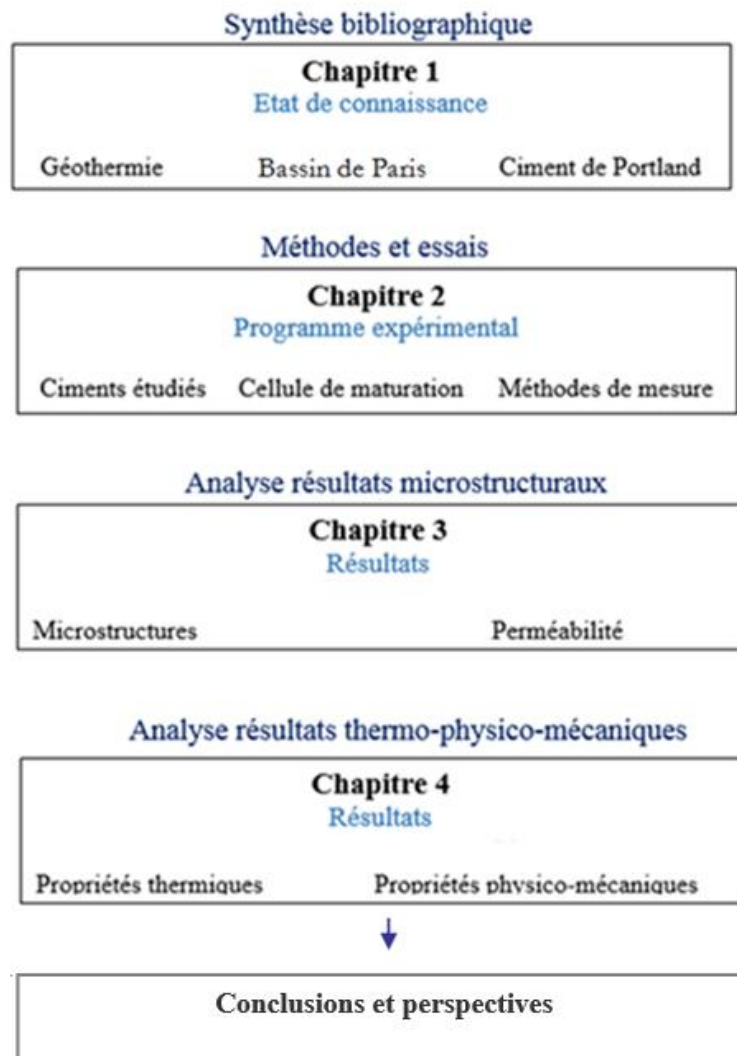 Synthèse bibliographique
Chapitre 1
Etat de connaissance
Géothermie Bassin de Paris Ciment de Portland
Méthodes et essais
Chapitre 2
Programme expérimental
Ciments étudiés Cellule de maturation Méthodes de mesure
Analyse résultats microstructuraux
Chapitre 3
Résultats
Microstructures Perméabilité
Analyse résultats thermo-physico-mécaniques
Chapitre 4
Résultats
Propriétés thermiques Propriétés physico-mécaniques
Conclusions et perspectives